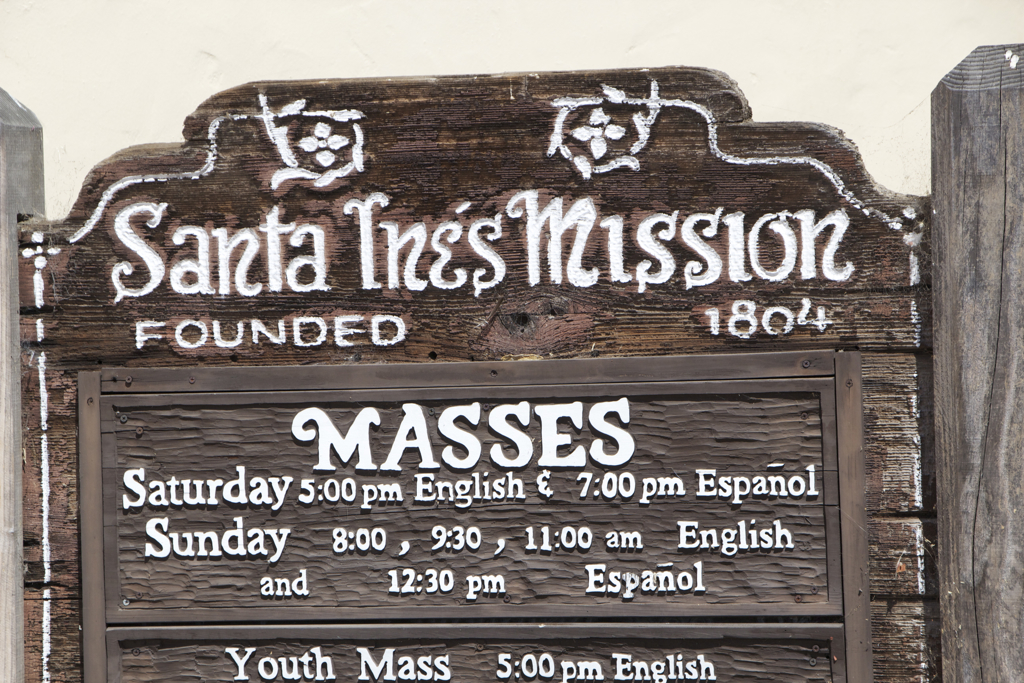 Santa Inés Mission
FOUNDED 1804
MASSES
Saturday 5:00 pm English & 7:00 pm Español
Sunday 8:00 , 9:30 , 11:00 am English
and 12:30 pm Español
Youth Mass 5:00 pm English